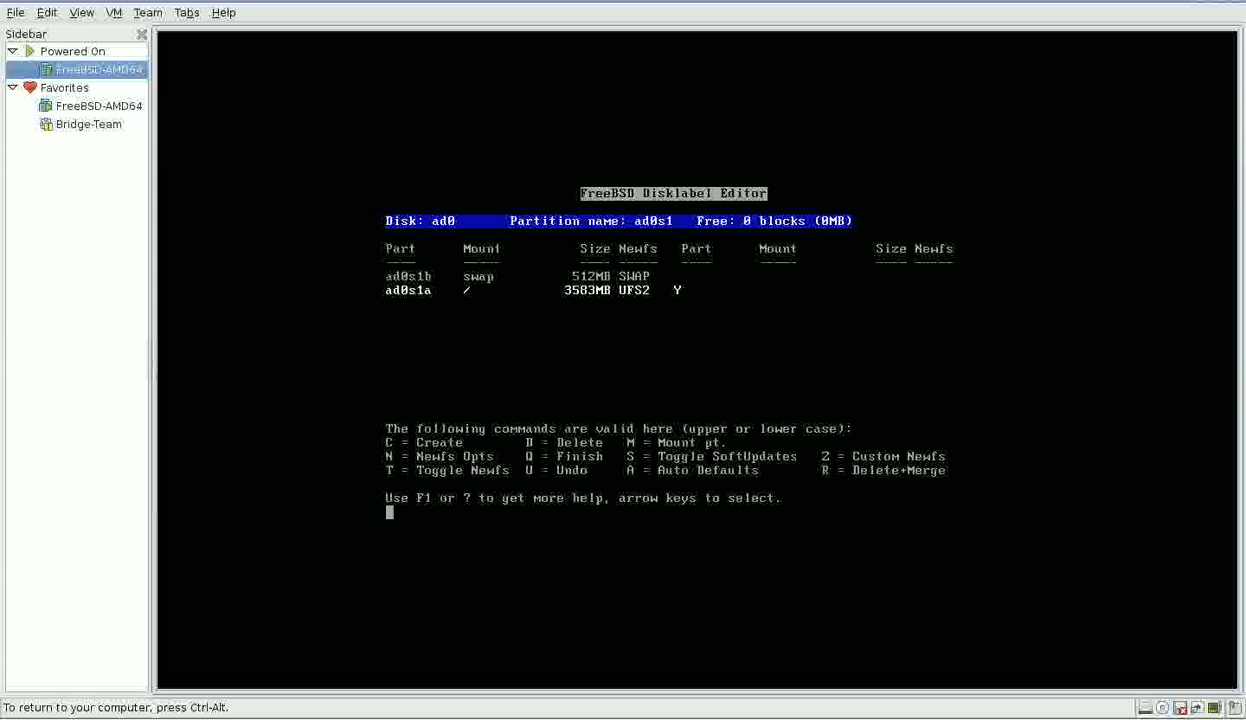 File Edit View VM Team Tabs Help
Sidebar
Powered On
FreeBSD-AMD64
Favorites
FreeBSD-AMD64
Bridge-Team
FreeBSD Disklabel Editor
Disk: ad0 Partition name: ad0s1 Free: 0 blocks (0MB)
Part Mount Size Newfs Part Mount Size Newfs
---- ----- ---- ----- ---- ----- ---- -----
ad0s1b swap 512MB SWAP
ad0s1a / 3583MB UFS2 Y
The following commands are valid here (upper or lower case):
C = Create D = Delete M = Mount pt.
N = Newfs Opts Q = Finish S = Toggle SoftUpdates Z = Custom Newfs
T = Toggle Newfs U = Undo A = Auto Defaults R = Delete+Merge
Use F1 or ? to get more help, arrow keys to select.
To return to your computer, press Ctrl-Alt.